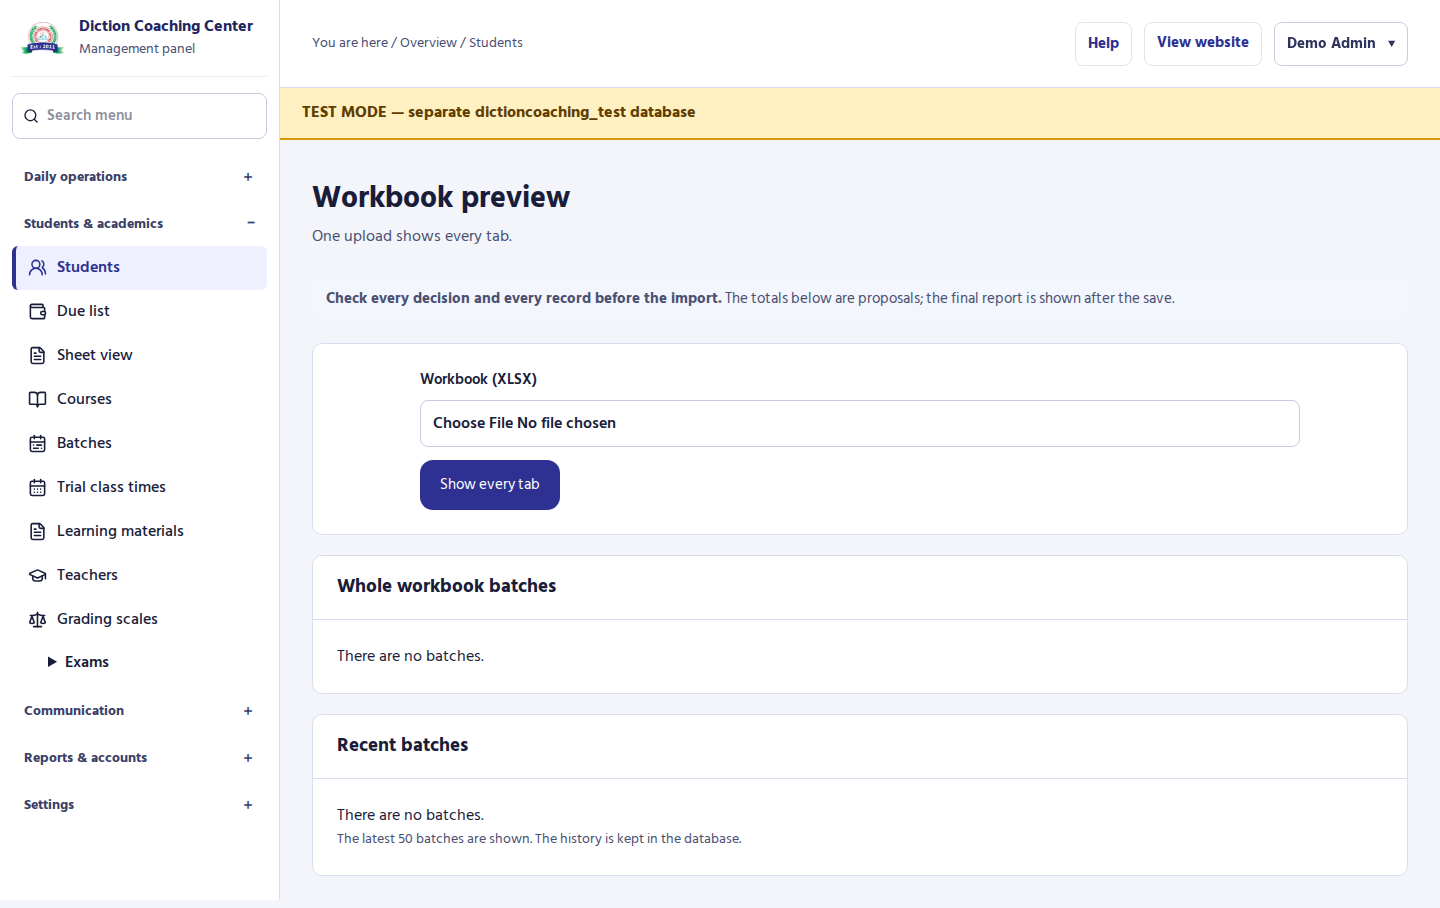 Diction Coaching Center
Management panel
Est : 2011
Search menu
Daily operations +
Students & academics −
Students
Due list
Sheet view
Courses
Batches
Trial class times
Learning materials
Teachers
Grading scales
Exams
Communication +
Reports & accounts +
Settings +
You are here / Overview / Students
Help
View website
Demo Admin
TEST MODE — separate dictioncoaching_test database
Workbook preview
One upload shows every tab.
Check every decision and every record before the import. The totals below are proposals; the final report is shown after the save.
Workbook (XLSX)
Choose File No file chosen
Show every tab
Whole workbook batches
There are no batches.
Recent batches
There are no batches.
The latest 50 batches are shown. The history is kept in the database.